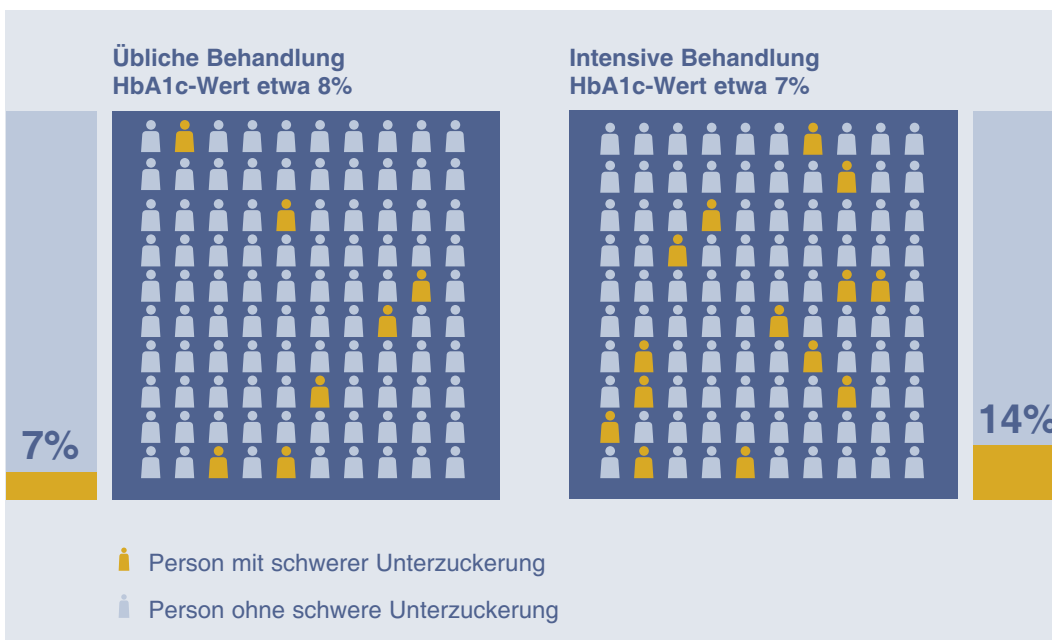 Übliche Behandlung
HbA1c-Wert etwa 8%
Intensive Behandlung
HbA1c-Wert etwa 7%
7%
14%
Person mit schwerer Unterzuckerung
Person ohne schwere Unterzuckerung